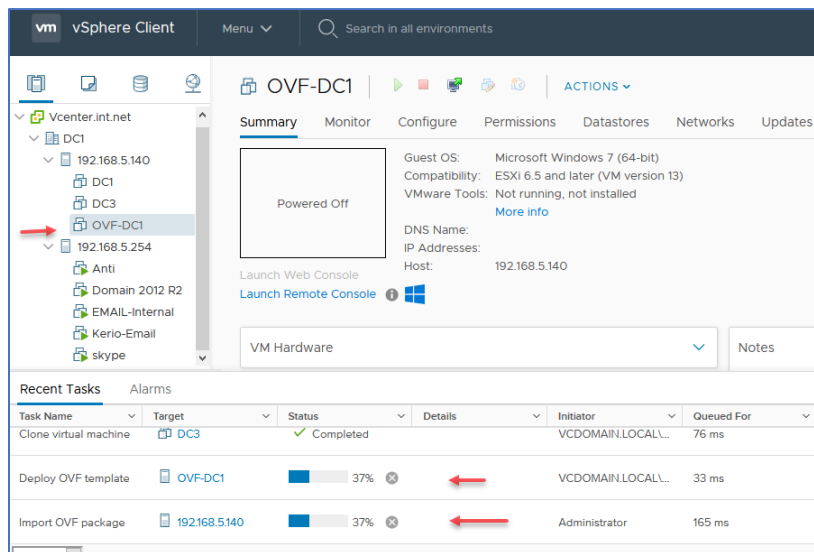 vm vSphere Client Menu Search in all environments
OVF-DC1 ACTIONS
Vcenter.int.net
DC1
192.168.5.140
DC1
DC3
OVF-DC1
192.168.5.254
Anti
Domain 2012 R2
EMAIL-Internal
Kerio-Email
skype
Summary Monitor Configure Permissions Datastores Networks Updates
Powered Off
Launch Web Console
Launch Remote Console
Guest OS: Microsoft Windows 7 (64-bit)
Compatibility: ESXi 6.5 and later (VM version 13)
VMware Tools: Not running, not installed
More info
DNS Name:
IP Addresses:
Host: 192.168.5.140
VM Hardware
Notes
Recent Tasks Alarms
Task Name Target Status Details Initiator Queued For
Clone virtual machine DC3 Completed VCDOMAIN.LOCAL\... 76 ms
Deploy OVF template OVF-DC1 37% VCDOMAIN.LOCAL\... 33 ms
Import OVF package 192.168.5.140 37% Administrator 165 ms